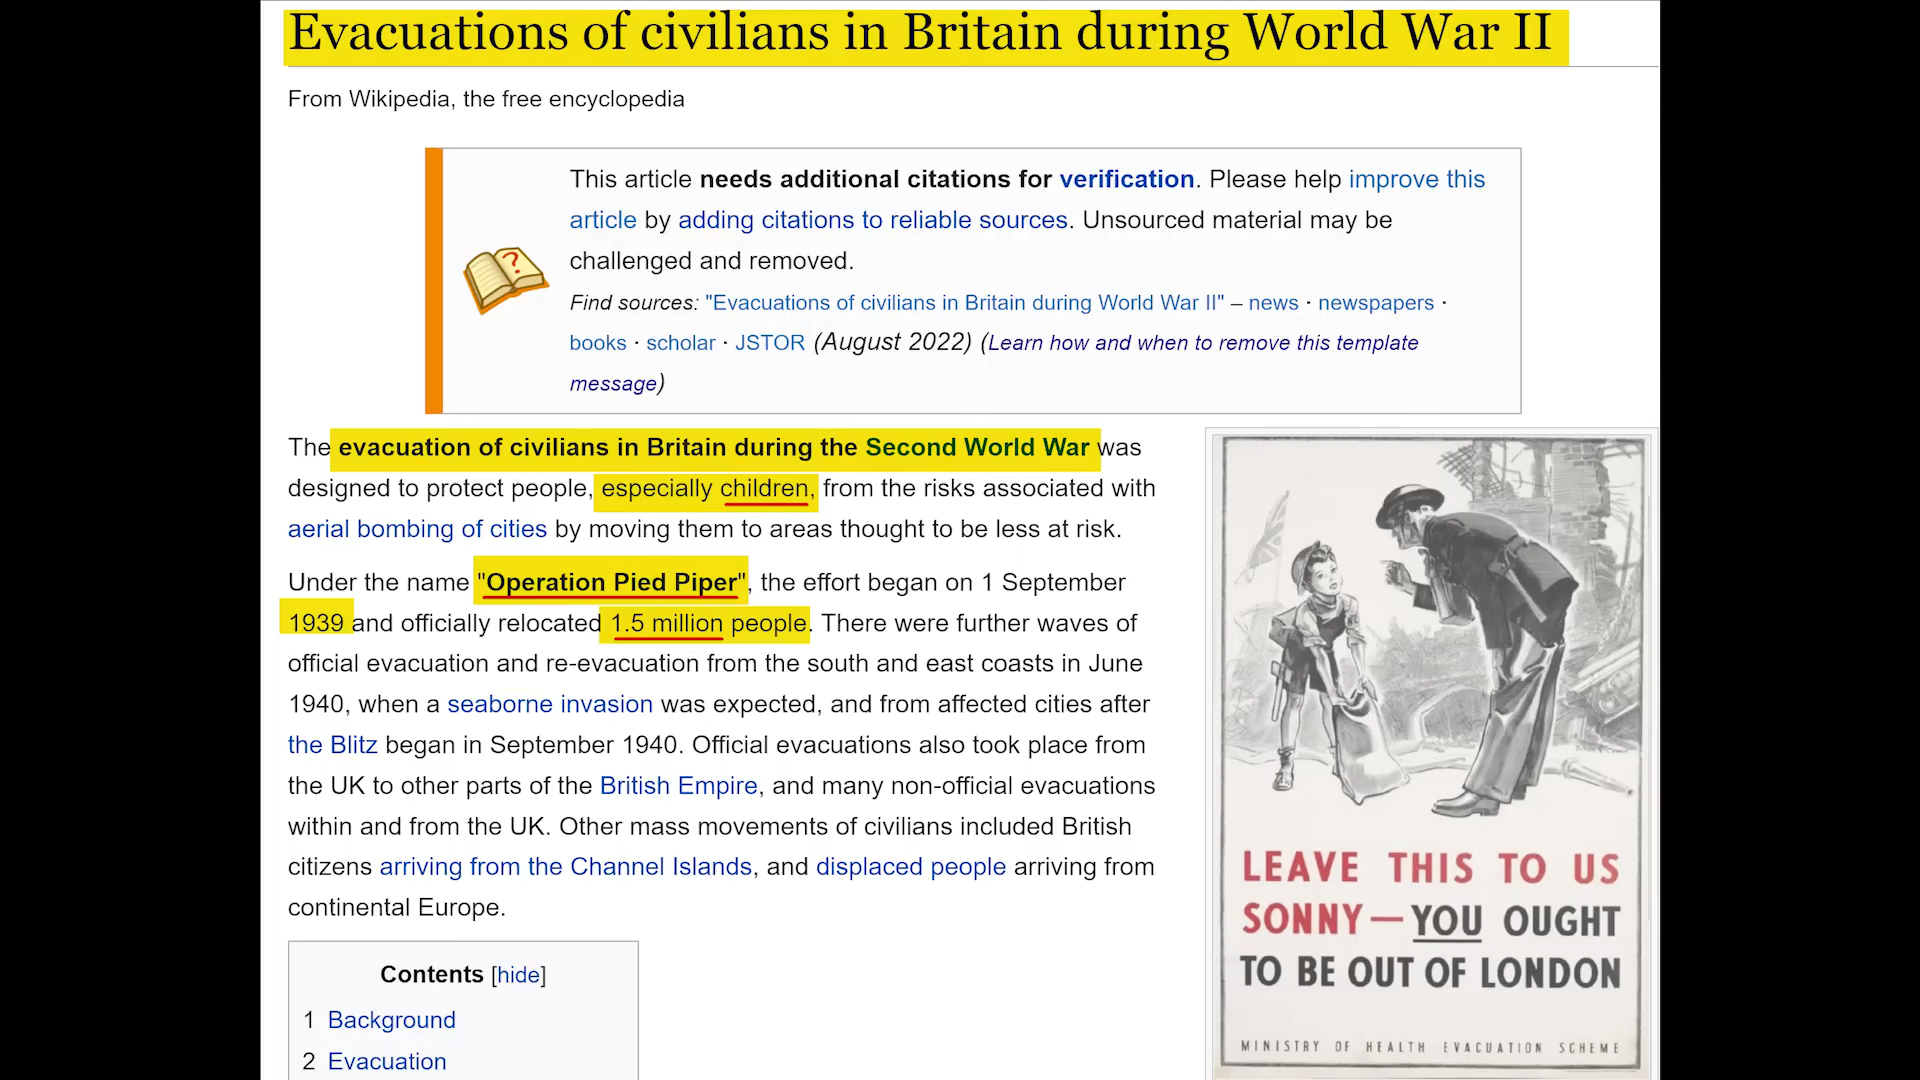 Evacuations of civilians in Britain during World War II
From Wikipedia, the free encyclopedia
This article needs additional citations for verification. Please help improve this
article by adding citations to reliable sources. Unsourced material may be
challenged and removed.
Find sources: "Evacuations of civilians in Britain during World War II" – news · newspapers ·
books · scholar · JSTOR (August 2022) (Learn how and when to remove this template
message)
The evacuation of civilians in Britain during the Second World War was
designed to protect people, especially children, from the risks associated with
aerial bombing of cities by moving them to areas thought to be less at risk.
Under the name "Operation Pied Piper", the effort began on 1 September
1939 and officially relocated 1.5 million people. There were further waves of
official evacuation and re-evacuation from the south and east coasts in June
1940, when a seaborne invasion was expected, and from affected cities after
the Blitz began in September 1940. Official evacuations also took place from
the UK to other parts of the British Empire, and many non-official evacuations
within and from the UK. Other mass movements of civilians included British
citizens arriving from the Channel Islands, and displaced people arriving from
continental Europe.
Contents [hide]
1 Background
2 Evacuation
LEAVE THIS TO US
SONNY — YOU OUGHT
TO BE OUT OF LONDON
MINISTRY OF HEALTH EVACUATION SCHEME